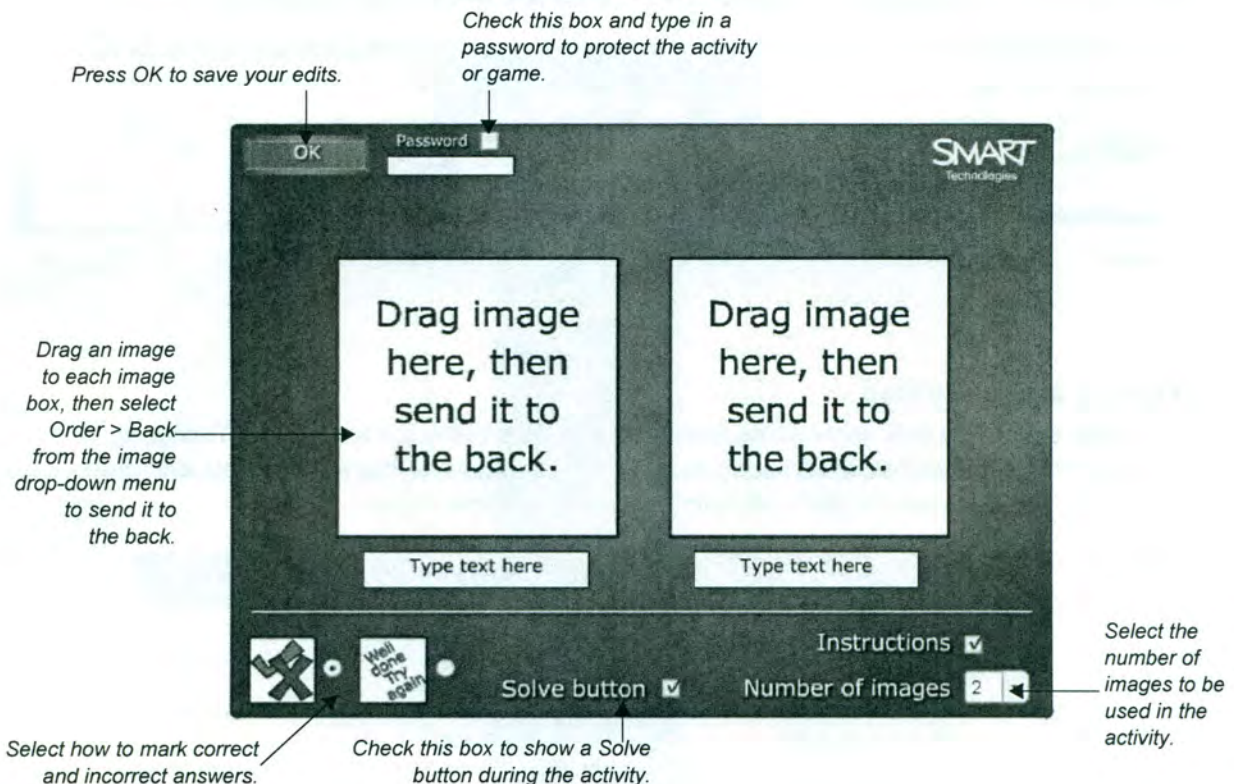 Check this box and type in a
password to protect the activity
or game.
Press OK to save your edits.
OK
Password
SMART
Technologies
Drag image
here, then
send it to
the back.
Drag image
here, then
send it to
the back.
Drag an image
to each image
box, then select
Order > Back
from the image
drop-down menu
to send it to
the back.
Type text here
Type text here
Instructions
Well
done
Try
again
Solve button
Number of images 2
Select the
number of
images to be
used in the
activity.
Select how to mark correct
and incorrect answers.
Check this box to show a Solve
button during the activity.